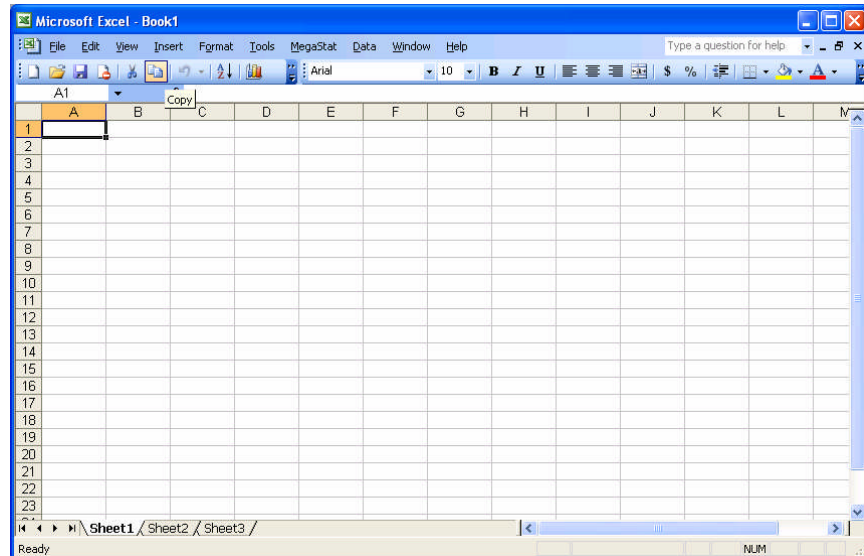 Microsoft Excel - Book1
File Edit View Insert Format Tools MegaStat Data Window Help Type a question for help
Arial 10 B I U $ %  A
A1
Copy
A B C D E F G H I J K L M
1
2
3
4
5
6
7
8
9
10
11
12
13
14
15
16
17
18
19
20
21
22
23
Sheet1 / Sheet2 / Sheet3 /
Ready NUM